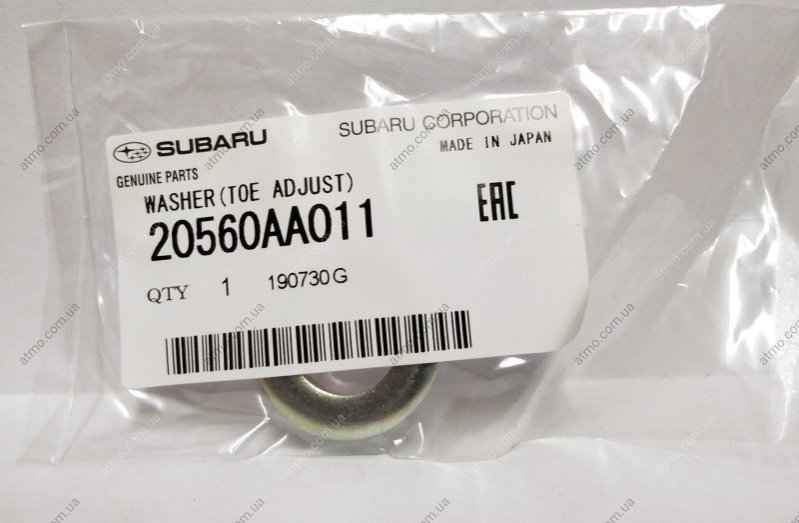 SUBARU
SUBARU CORPORATION
GENUINE PARTS
MADE IN JAPAN
WASHER(TOE ADJUST)
20560AA011
EAC
QTY 1 190730G
atmo.com.ua